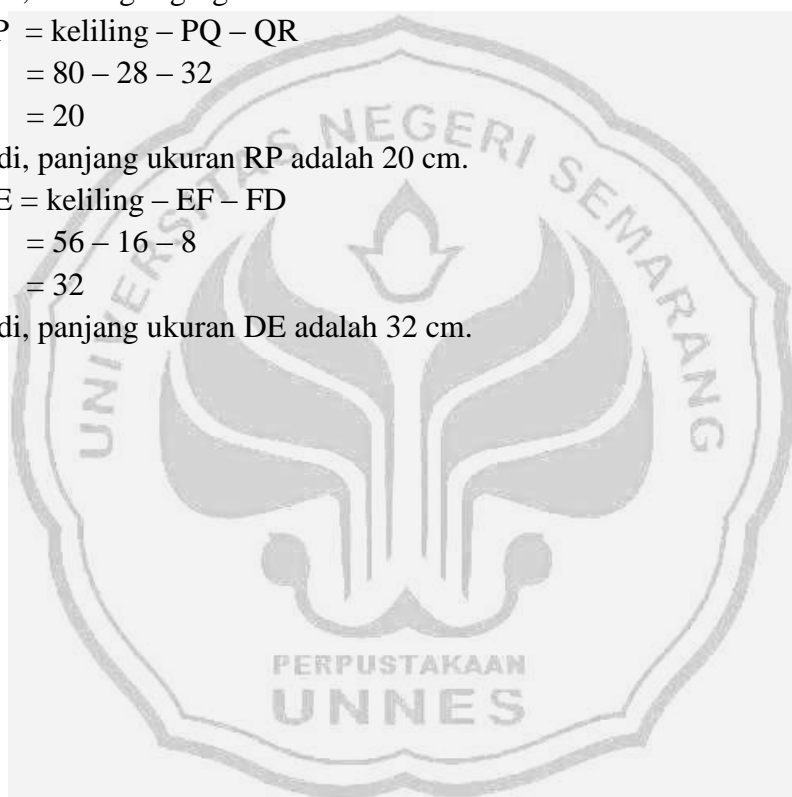 P = keliling – PQ – QR
= 80 – 28 – 32
= 20
di, panjang ukuran RP adalah 20 cm.
E = keliling – EF – FD
= 56 – 16 – 8
= 32
di, panjang ukuran DE adalah 32 cm.
UNIVERSITAS NEGERI SEMARANG
PERPUSTAKAAN
UNNES